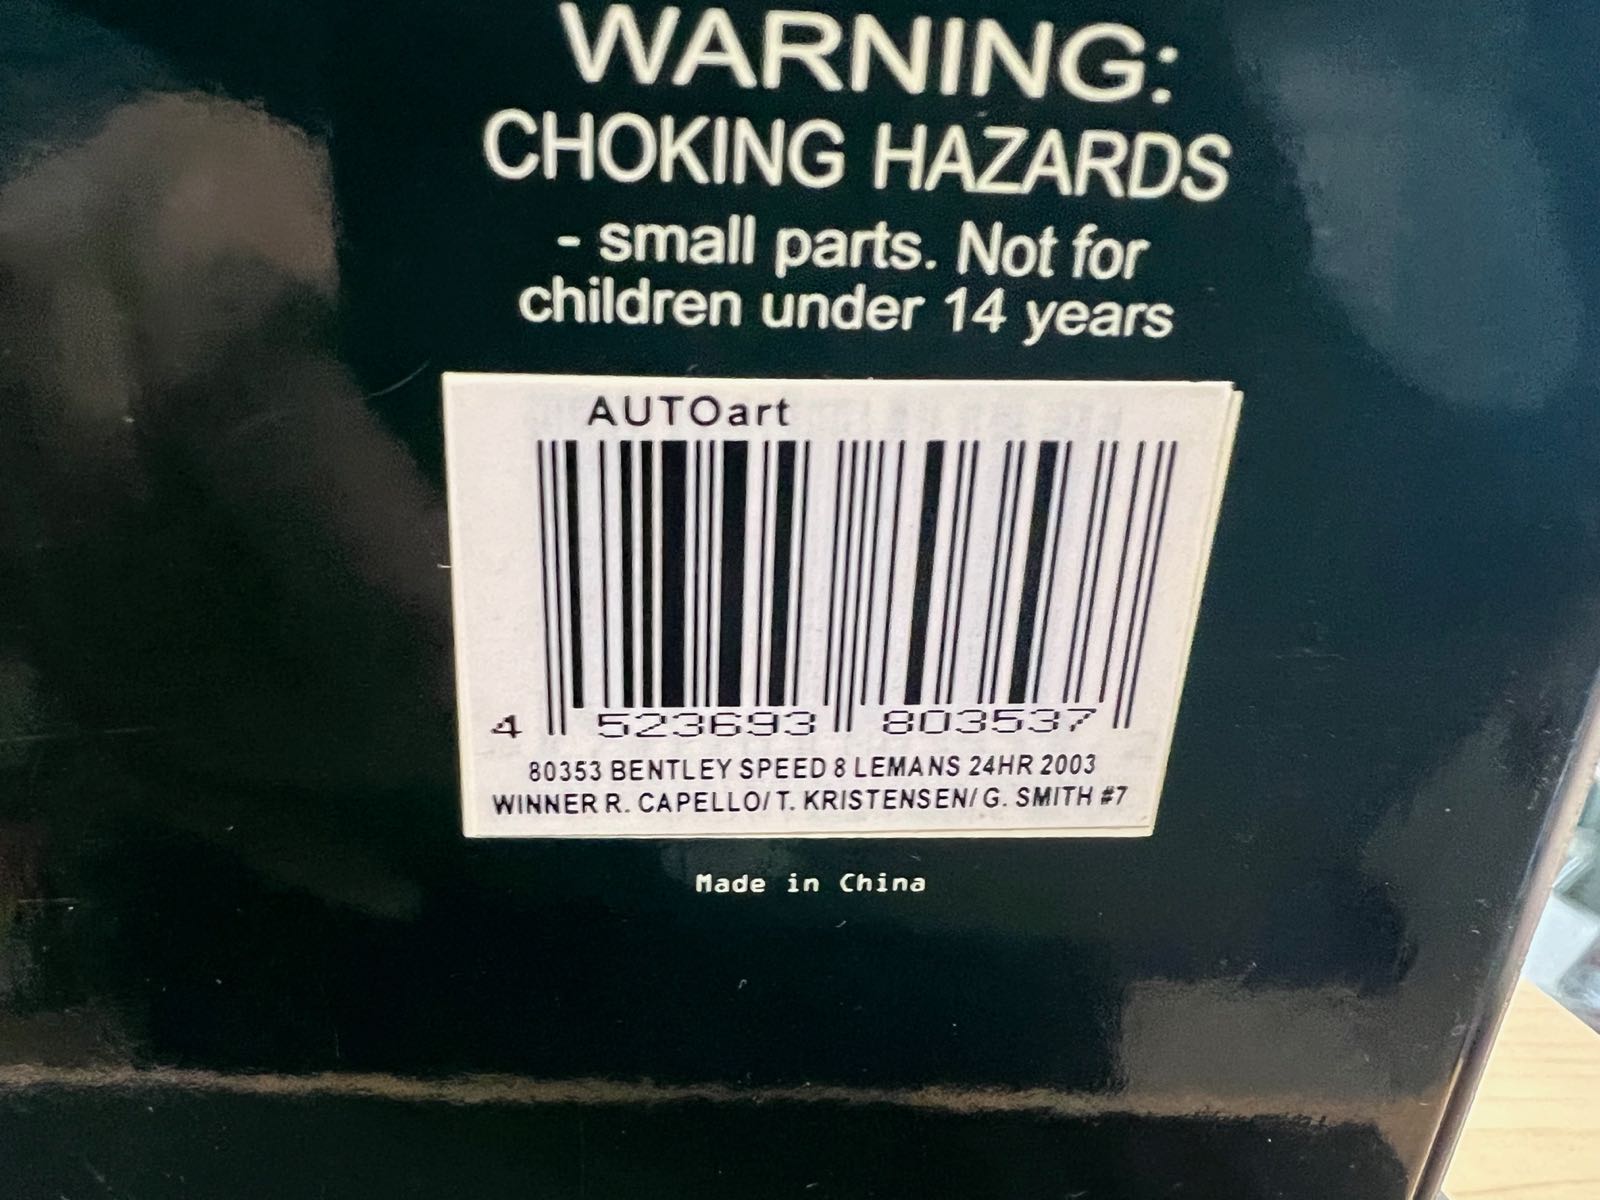 WARNING:
CHOKING HAZARDS
- small parts. Not for
children under 14 years
AUTOart
4 523693 803537
80353 BENTLEY SPEED 8 LEMANS 24HR 2003
WINNER R. CAPELLO/ T. KRISTENSEN/ G. SMITH #7
Made in China